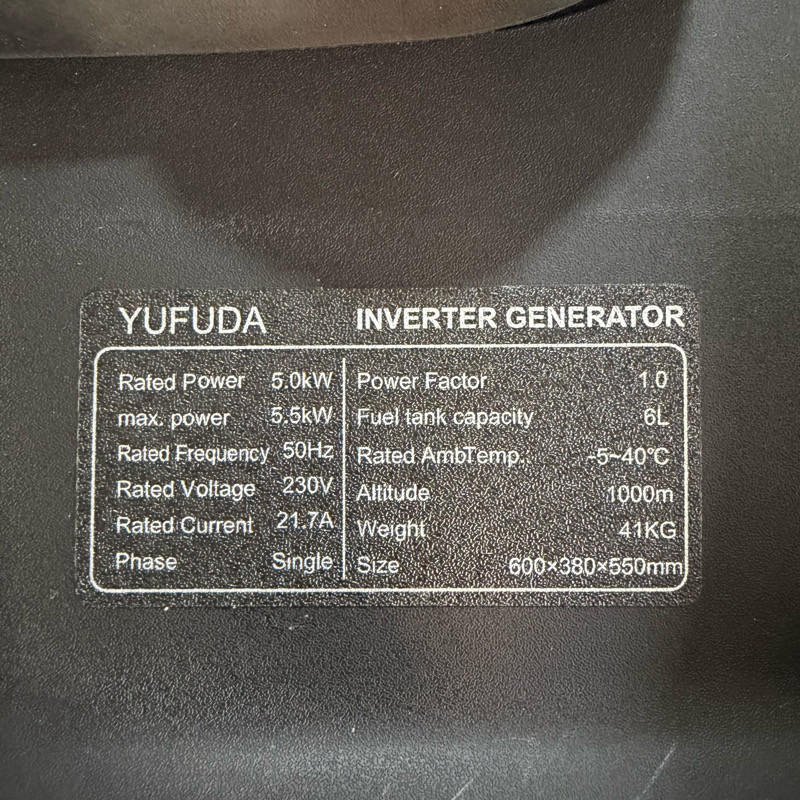 YUFUDA INVERTER GENERATOR
Rated Power 5.0kW
max. power 5.5kW
Rated Frequency 50Hz
Rated Voltage 230V
Rated Current 21.7A
Phase Single
Power Factor 1.0
Fuel tank capacity 6L
Rated AmbTemp. -5~40℃
Altitude 1000m
Weight 41KG
Size 600×380×550mm